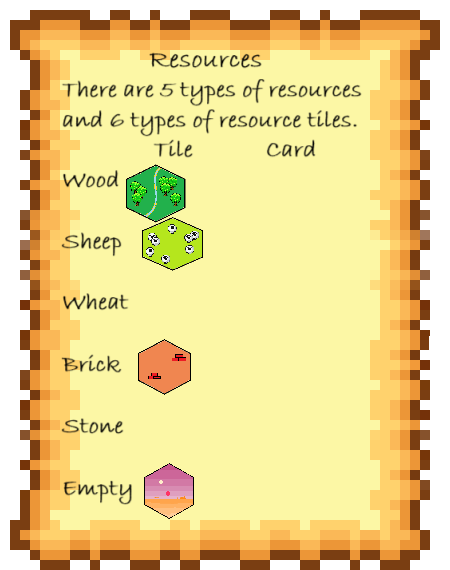 Resources
There are 5 types of resources
and 6 types of resource tiles.
Tile Card
Wood
Sheep
Wheat
Brick
Stone
Empty